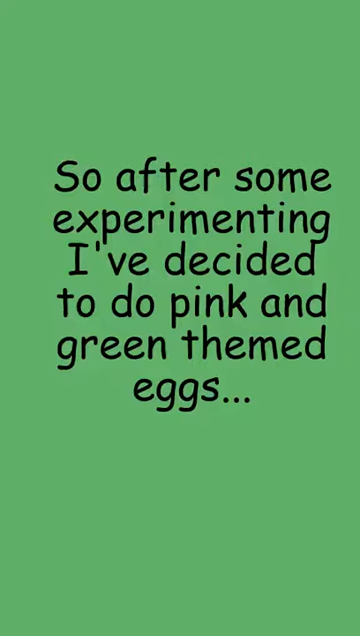 So after some
experimenting
I've decided
to do pink and
green themed
eggs...